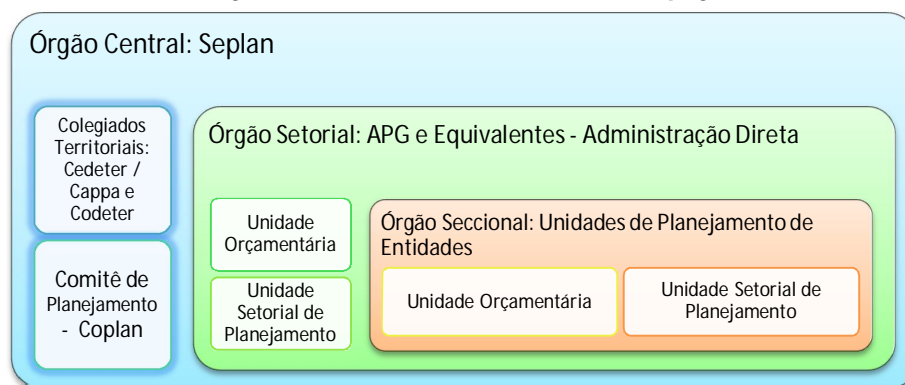 Órgão Central: Seplan
Colegiados
Territoriais:
Cedeter /
Cappa e
Codeter
Comitê de
Planejamento
- Coplan
Órgão Setorial: APG e Equivalentes - Administração Direta
Unidade
Orçamentária
Unidade
Setorial de
Planejamento
Órgão Seccional: Unidades de Planejamento de
Entidades
Unidade Orçamentária
Unidade Setorial de
Planejamento